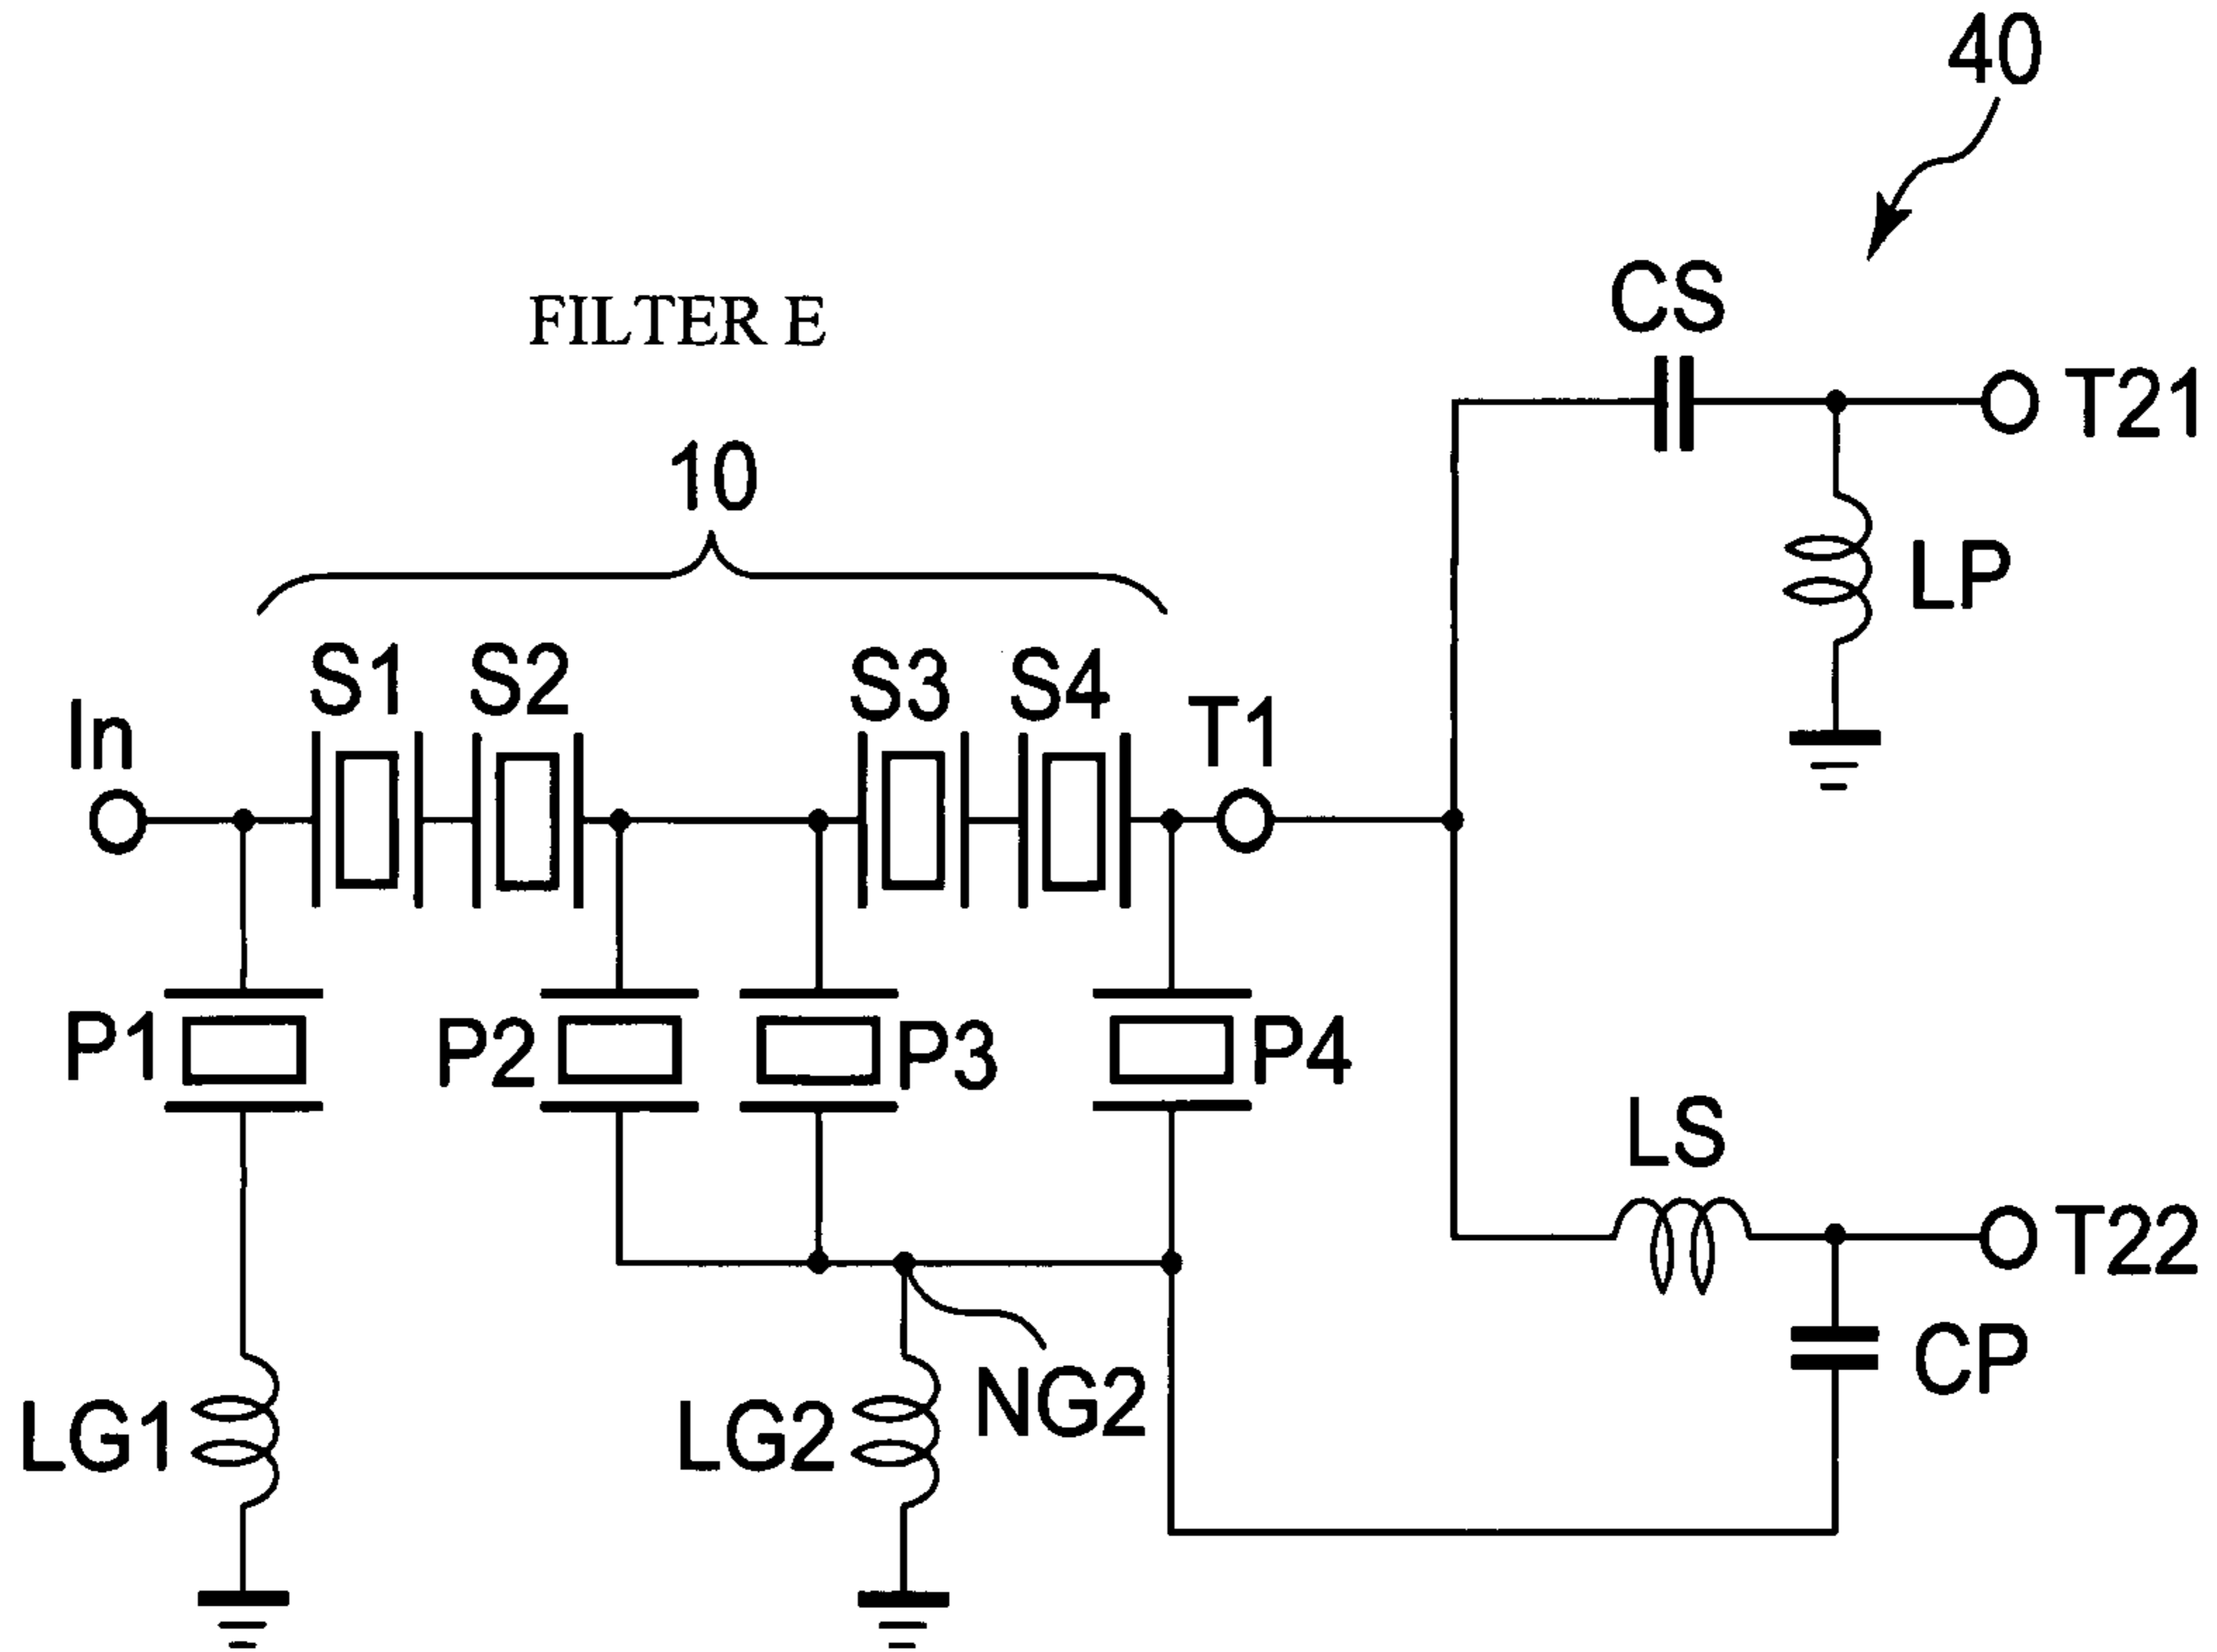 40
CS
FILTER E
T21
10
LP
S1
S2
S3
S4
T1
In
P1
P2
P3
P4
LS
T22
CP
NG2
LG1
LG2